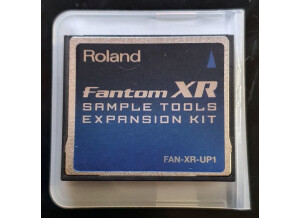 Roland
Fantom XR
SAMPLE TOOLS
EXPANSION KIT
FAN-XR-UP1